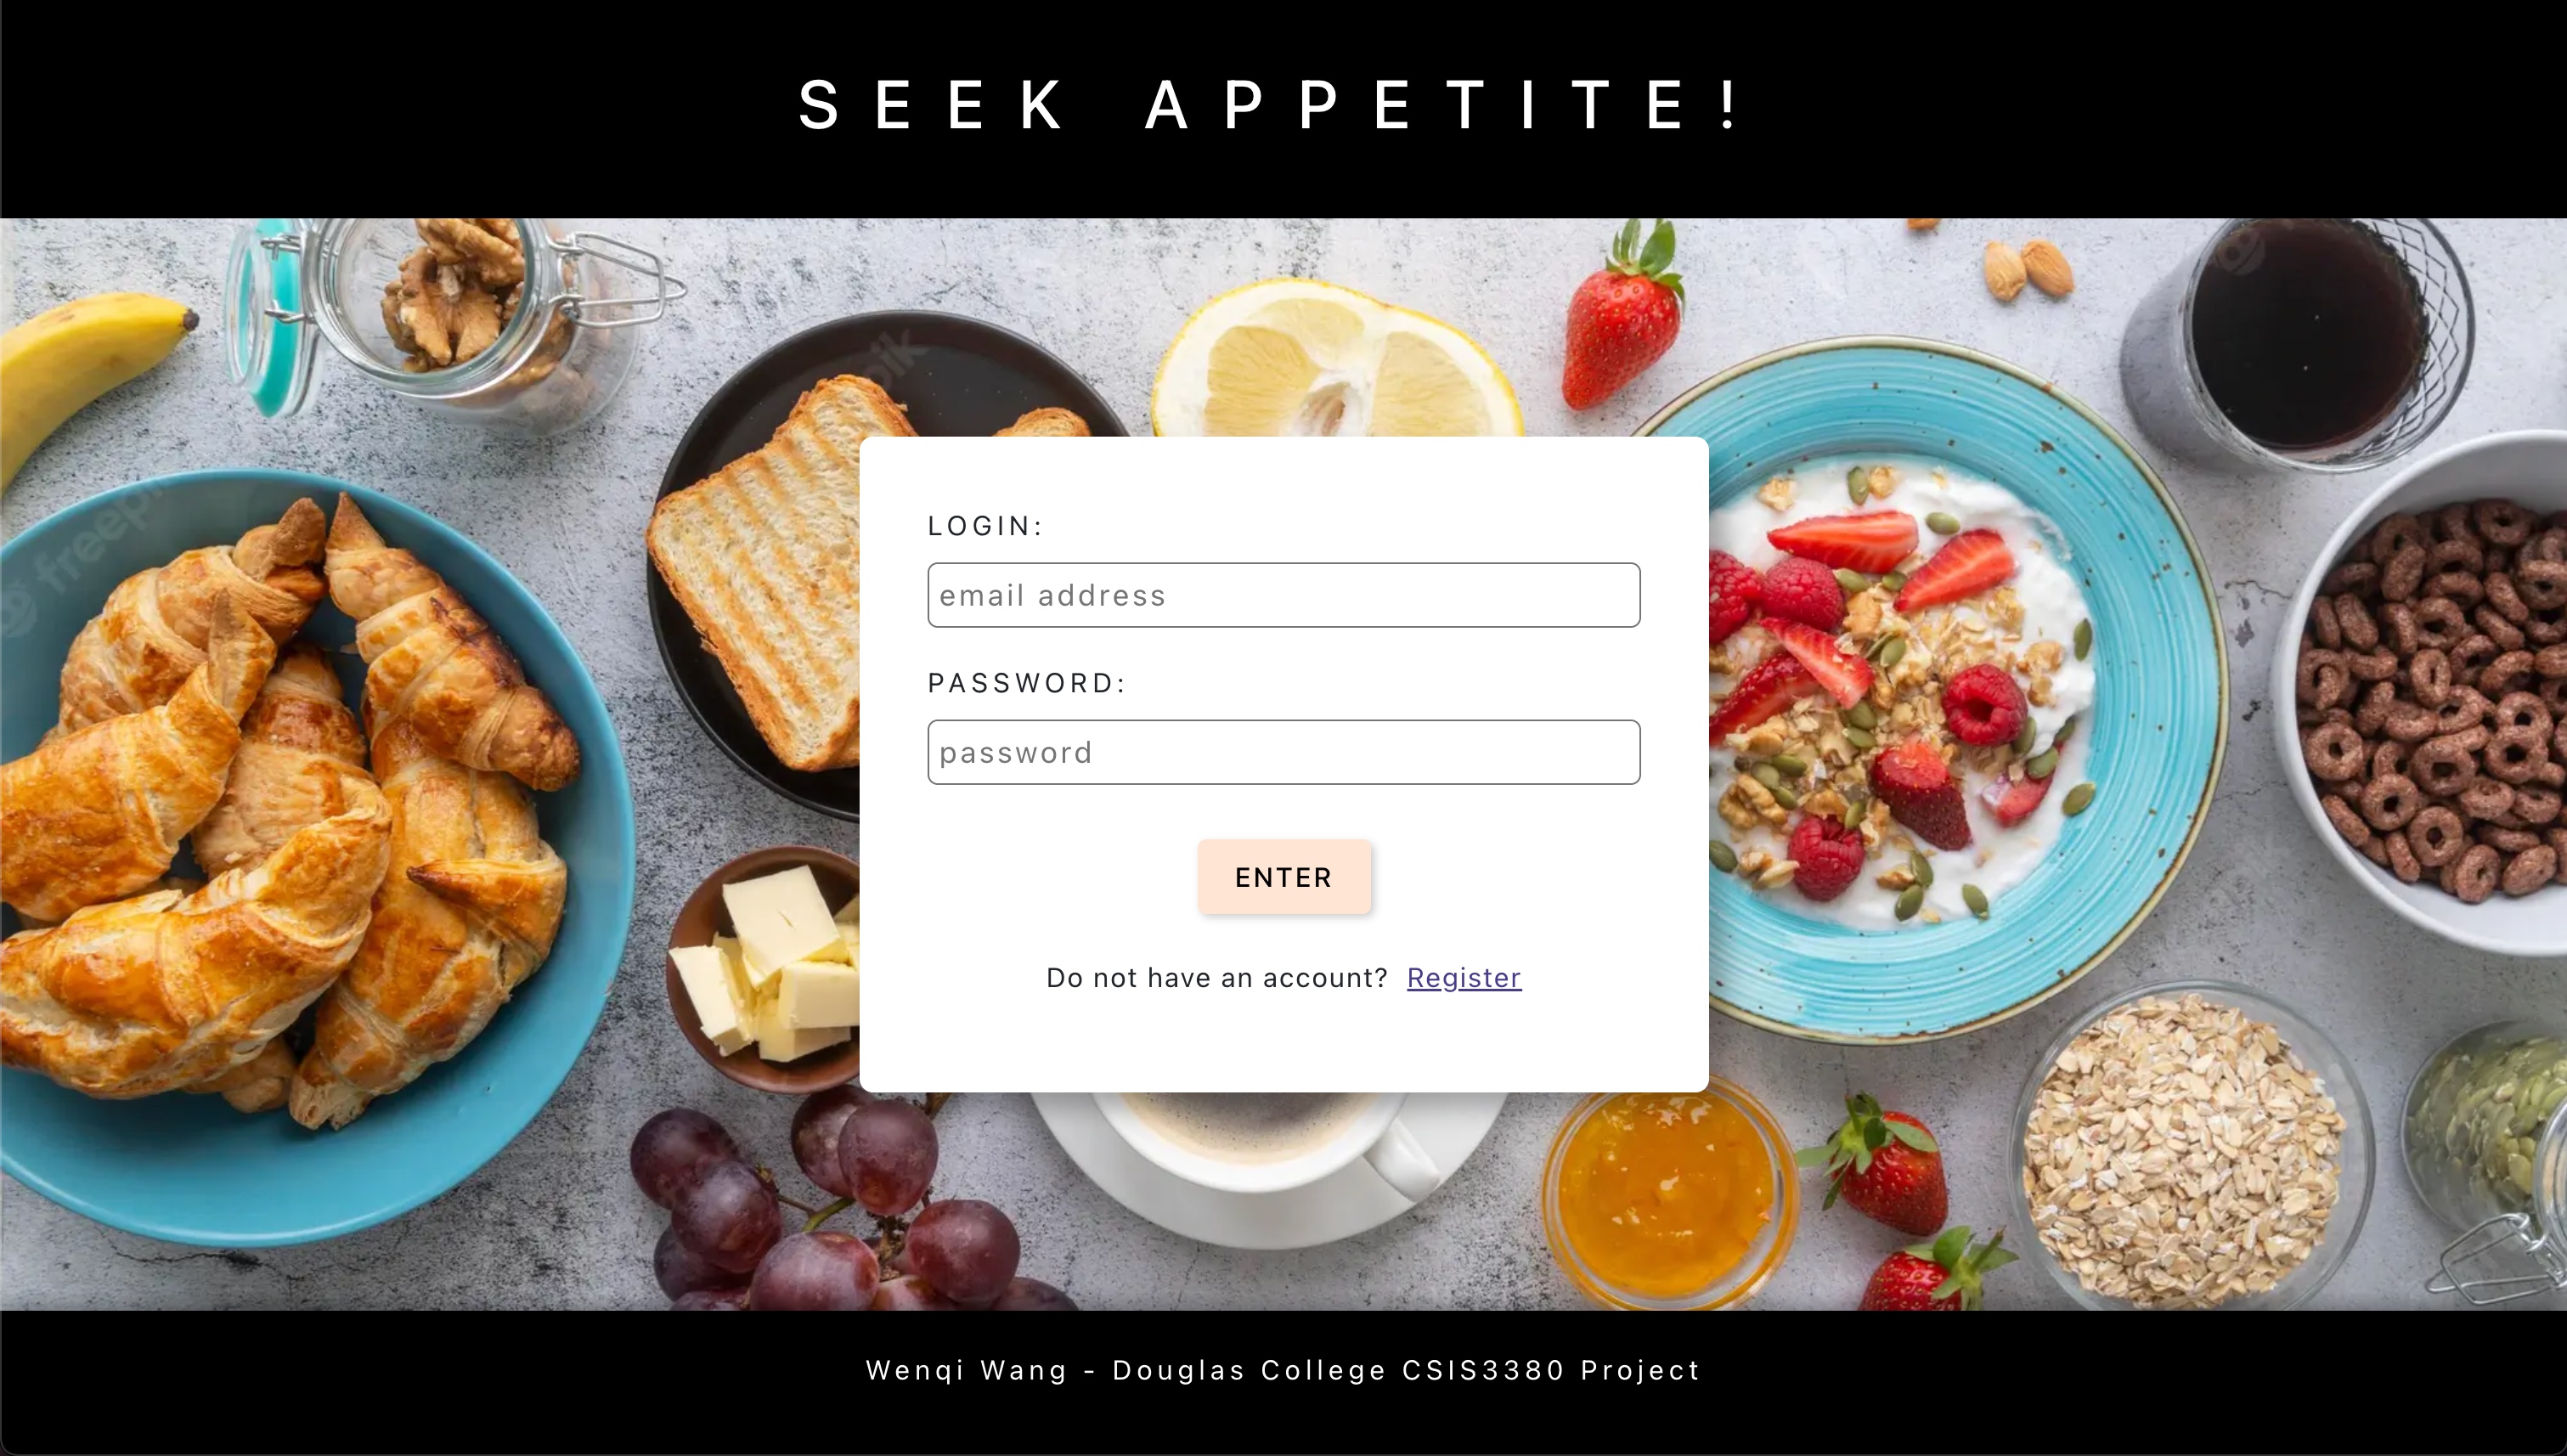 SEEK APPETITE!
freepik
LOGIN:
email address
PASSWORD:
password
ENTER
Do not have an account? Register
Wenqi Wang - Douglas College CSIS3380 Project